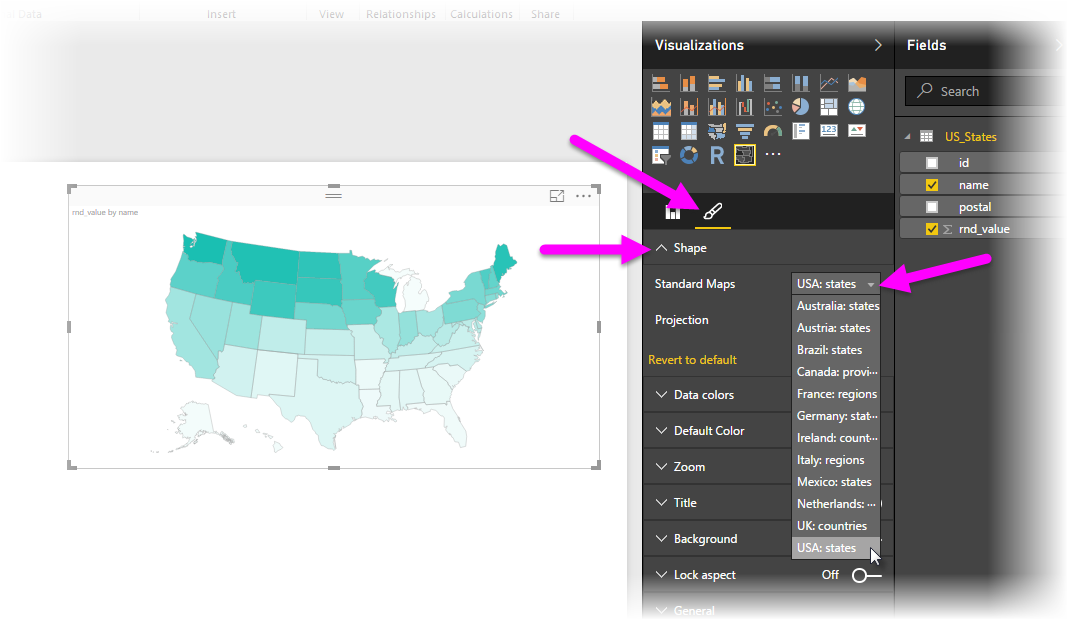 Data Insert View Relationships Calculations Share
Visualizations
Fields
Search
123
R
US_States
id
name
postal
Σ rnd_value
rnd_value by name
Shape
Standard Maps
USA: states
Australia: states
Austria: states
Brazil: states
Canada: provi...
France: regions
Germany: stat...
Ireland: count...
Italy: regions
Mexico: states
Netherlands: ...
UK: countries
USA: states
Projection
Revert to default
Data colors
Default Color
Zoom
Title
Background
Lock aspect Off
General